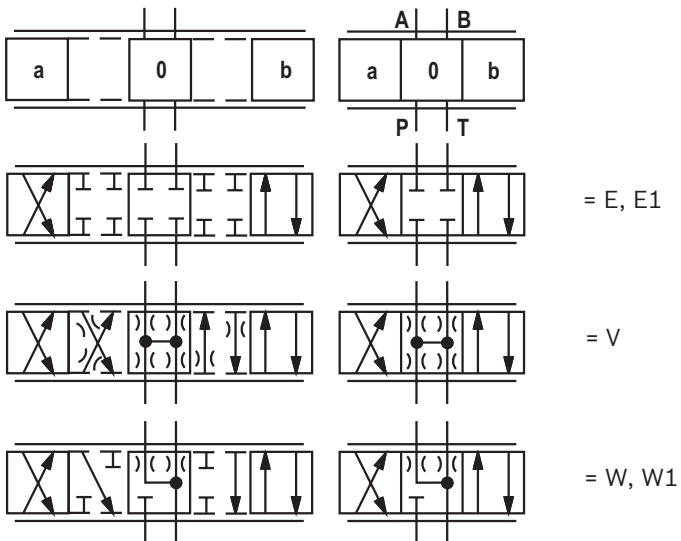 A B
a 0 b a 0 b
P T
= E, E1
= V
= W, W1